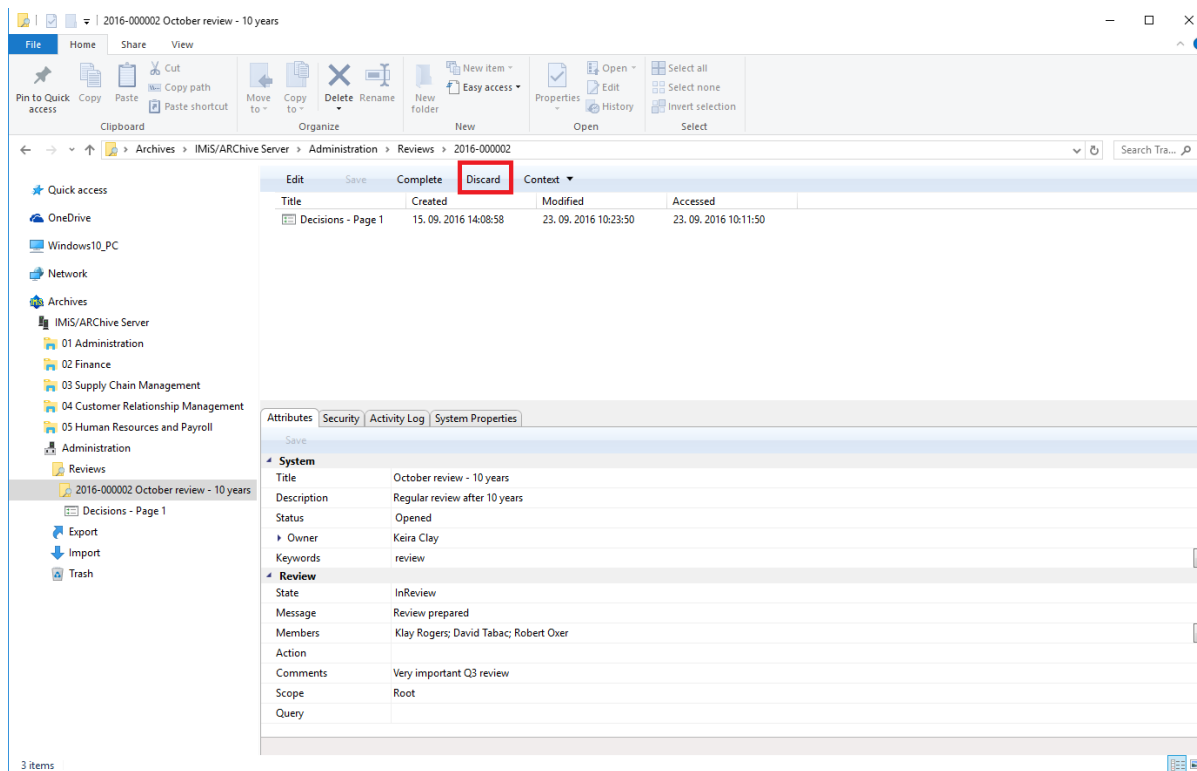 2016-000002 October review - 10 years
File Home Share View
Pin to Quick access
Copy
Paste
Cut
Copy path
Paste shortcut
Clipboard
Move to
Copy to
Delete
Rename
Organize
New folder
New item
Easy access
New
Properties
Open
Edit
History
Open
Select all
Select none
Invert selection
Select
Archives › IMiS/ARChive Server › Administration › Reviews › 2016-000002
Search Tra...
Quick access
OneDrive
Windows10_PC
Network
Archives
IMiS/ARChive Server
01 Administration
02 Finance
03 Supply Chain Management
04 Customer Relationship Management
05 Human Resources and Payroll
Administration
Reviews
2016-000002 October review - 10 years
Decisions - Page 1
Export
Import
Trash
Edit Save Complete Discard Context
Title Created Modified Accessed
Decisions - Page 1 15. 09. 2016 14:08:58 23. 09. 2016 10:23:50 23. 09. 2016 10:11:50
Attributes Security Activity Log System Properties
Save
System
Title October review - 10 years
Description Regular review after 10 years
Status Opened
Owner Keira Clay
Keywords review
Review
State InReview
Message Review prepared
Members Klay Rogers; David Tabac; Robert Oxer
Action
Comments Very important Q3 review
Scope Root
Query
3 items